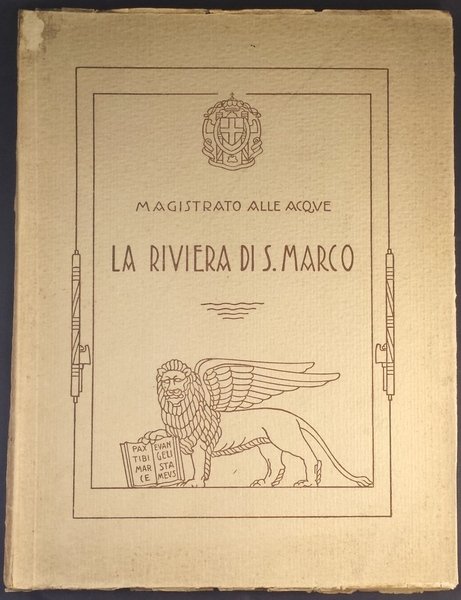 MAGISTRATO ALLE ACQVE
LA RIVIERA DI S. MARCO
PAX
TIBI
MAR
CE
EVAN
GELI
STA
MEVS